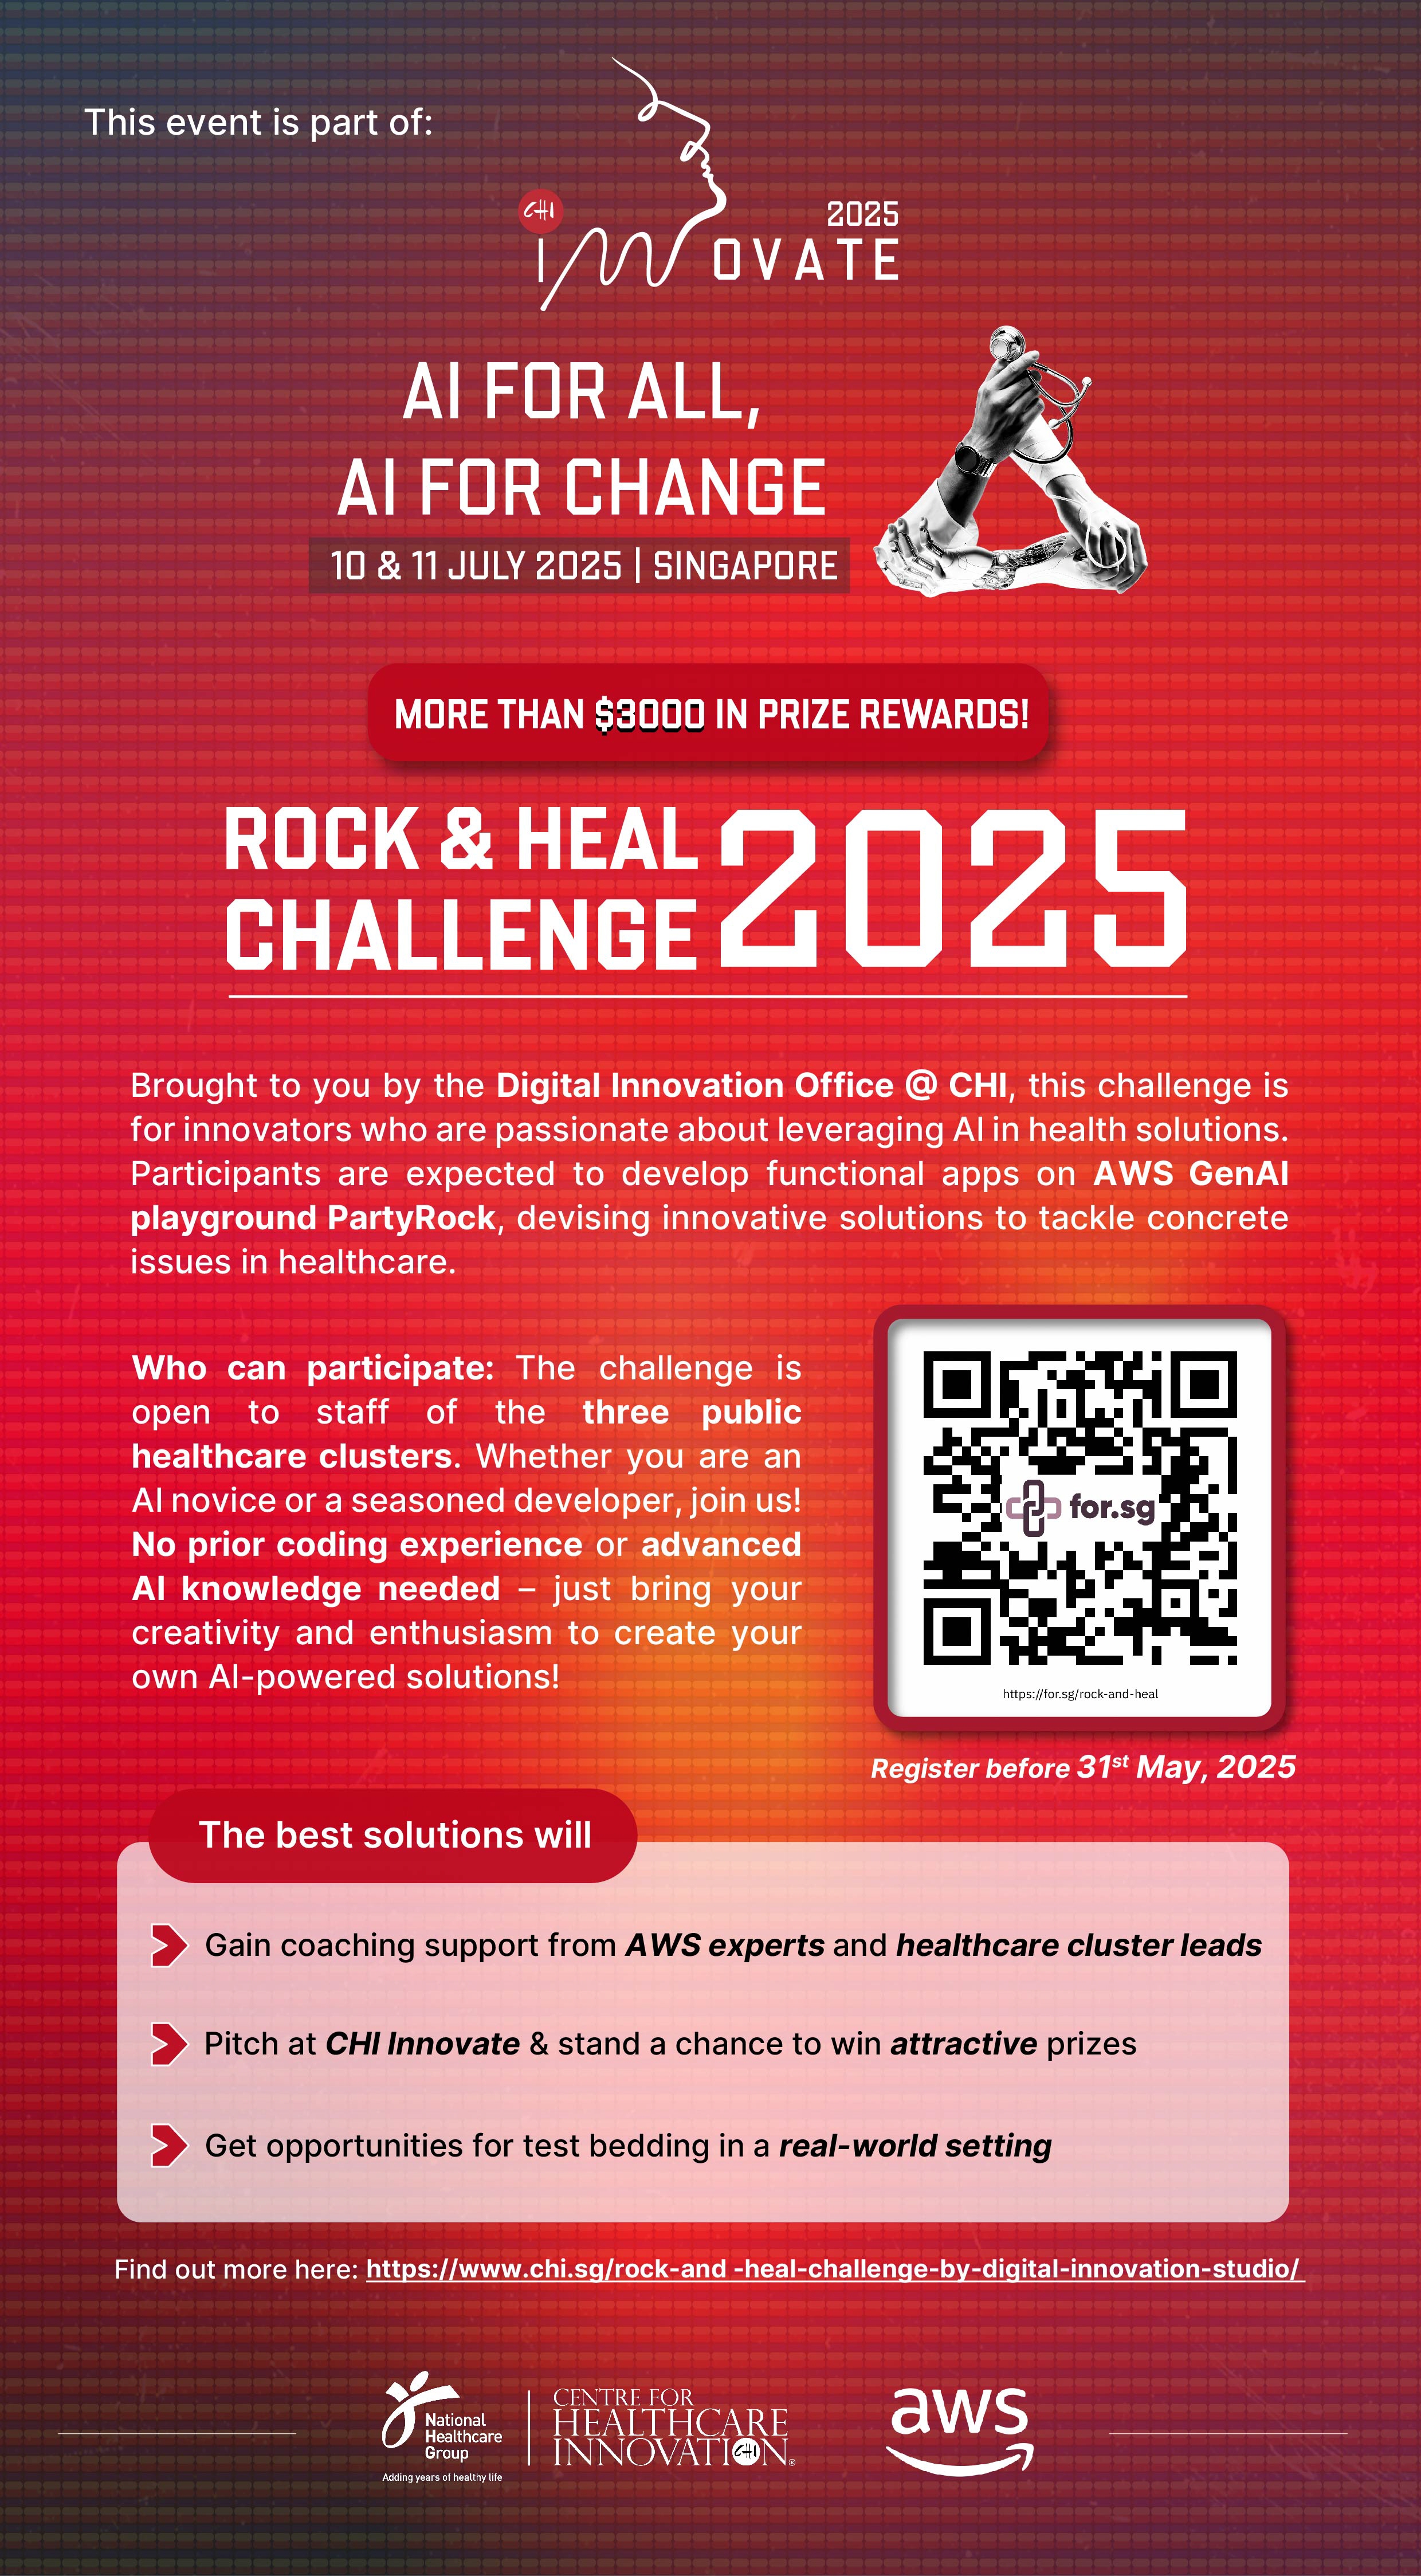 This event is part of:
CHI
2025
INNOVATE
AI FOR ALL,
AI FOR CHANGE
10 & 11 JULY 2025 | SINGAPORE
MORE THAN $3000 IN PRIZE REWARDS!
ROCK & HEAL
CHALLENGE
2025
Brought to you by the Digital Innovation Office @ CHI, this challenge is
for innovators who are passionate about leveraging AI in health solutions.
Participants are expected to develop functional apps on AWS GenAI
playground PartyRock, devising innovative solutions to tackle concrete
issues in healthcare.
Who can participate: The challenge is
open to staff of the three public
healthcare clusters. Whether you are an
AI novice or a seasoned developer, join us!
No prior coding experience or advanced
AI knowledge needed – just bring your
creativity and enthusiasm to create your
own AI-powered solutions!
for.sg
https://for.sg/rock-and-heal
Register before 31st May, 2025
The best solutions will
Gain coaching support from AWS experts and healthcare cluster leads
Pitch at CHI Innovate & stand a chance to win attractive prizes
Get opportunities for test bedding in a real-world setting
Find out more here: https://www.chi.sg/rock-and -heal-challenge-by-digital-innovation-studio/
National
Healthcare
Group
Adding years of healthy life
CENTRE FOR
HEALTHCARE
INNOVATION®
CHI
aws